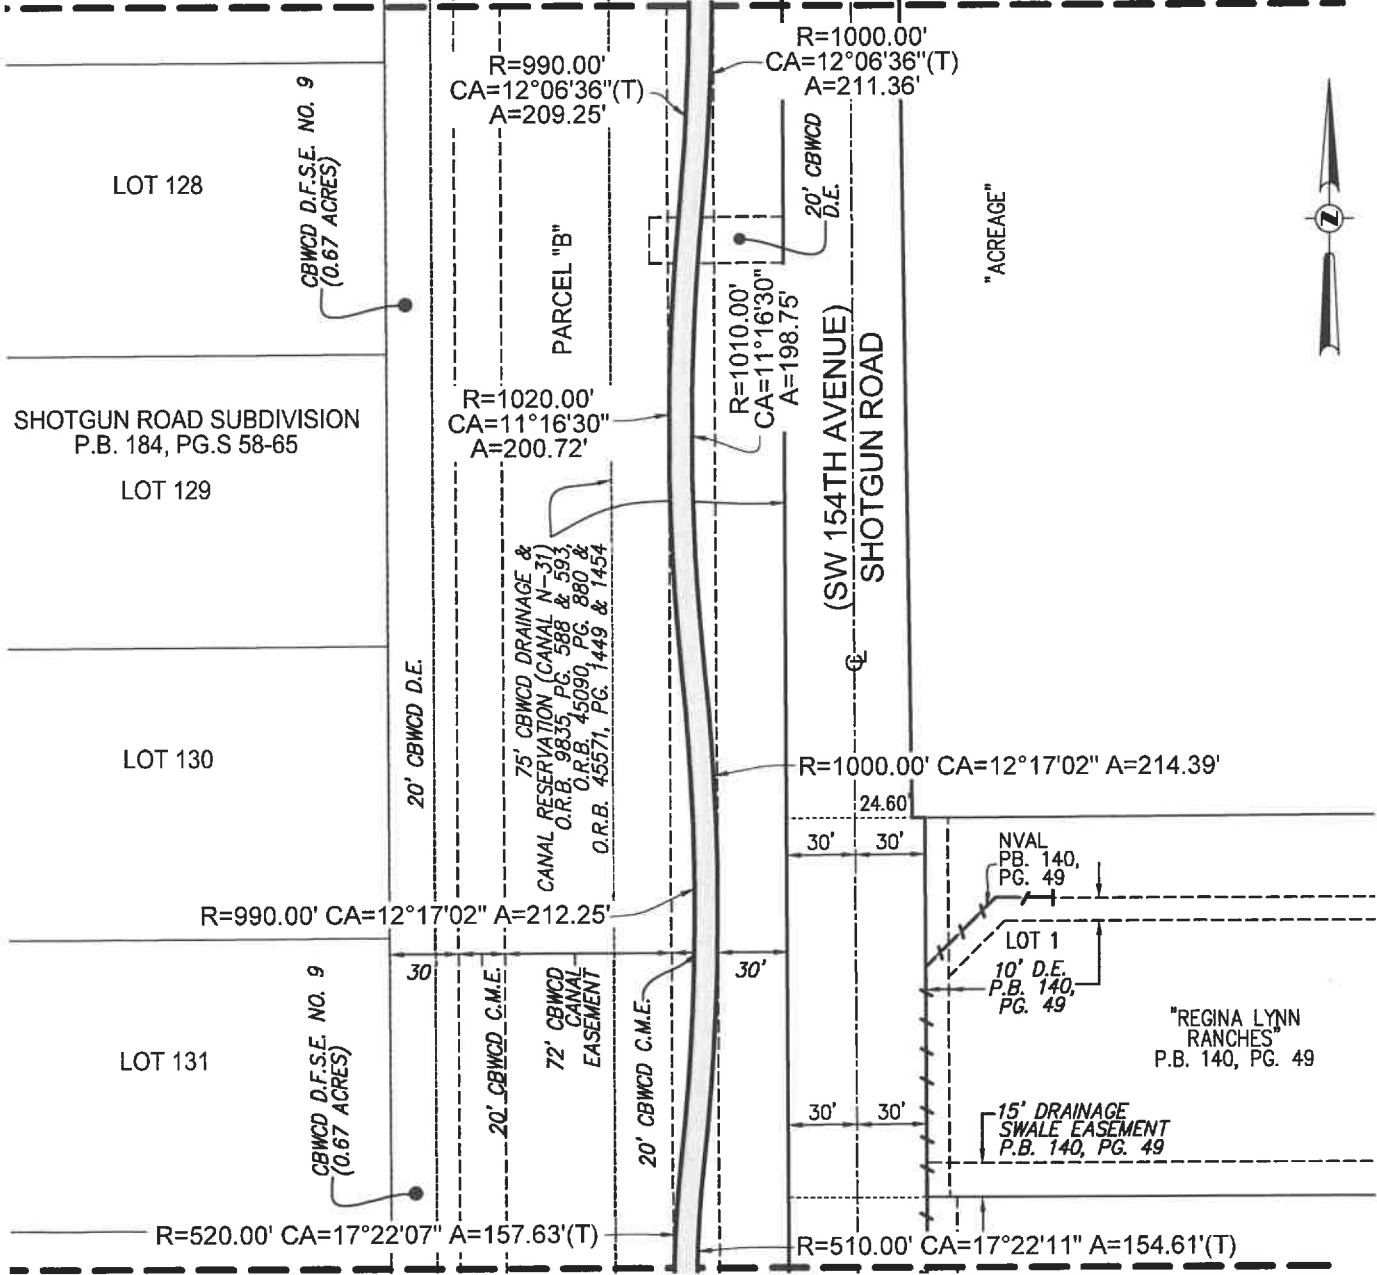 R=1000.00'
CA=12°06'36"(T)
A=211.36'
R=990.00'
CA=12°06'36"(T)
A=209.25'
CBWCD D.F.S.E. NO. 9
(0.67 ACRES)
LOT 128
20' CBWCD
D.E.
"ACREAGE"
PARCEL "B"
N
R=1010.00'
CA=11°16'30"
A=198.75'
(SW 154TH AVENUE)
SHOTGUN ROAD
R=1020.00'
CA=11°16'30"
A=200.72'
SHOTGUN ROAD SUBDIVISION
P.B. 184, PG.S 58-65
LOT 129
75' CBWCD DRAINAGE &
CANAL RESERVATION (CANAL N-31)
O.R.B. 9835, PG. 588 & 593,
O.R.B. 45090, PG. 880 &
O.R.B. 45571, PG. 1449 & 1454
20' CBWCD D.E.
LOT 130
℄
R=1000.00' CA=12°17'02" A=214.39'
24.60'
30'
30'
NVAL
PB. 140,
PG. 49
R=990.00' CA=12°17'02" A=212.25'
LOT 1
10' D.E.
P.B. 140,
PG. 49
30
20' CBWCD C.M.E.
72' CBWCD
CANAL
EASEMENT
20' CBWCD C.M.E.
30'
"REGINA LYNN
RANCHES"
P.B. 140, PG. 49
LOT 131
CBWCD D.F.S.E. NO. 9
(0.67 ACRES)
30'
30'
15' DRAINAGE
SWALE EASEMENT
P.B. 140, PG. 49
R=520.00' CA=17°22'07" A=157.63'(T)
R=510.00' CA=17°22'11" A=154.61'(T)